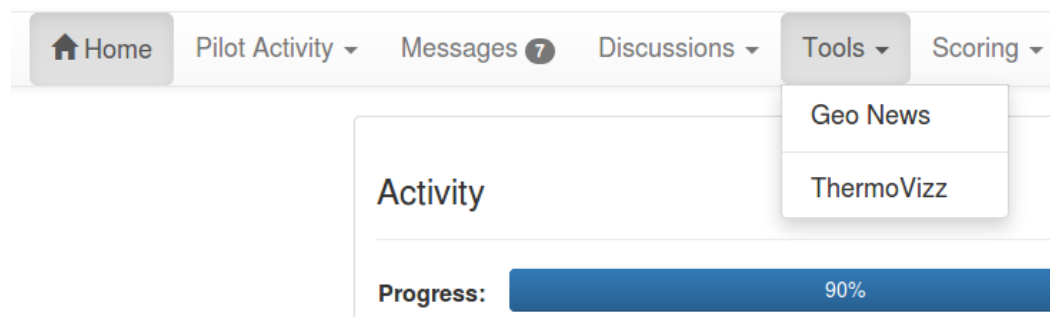 Home Pilot Activity Messages 7 Discussions Tools Scoring
Geo News
ThermoVizz
Activity
Progress: 90%